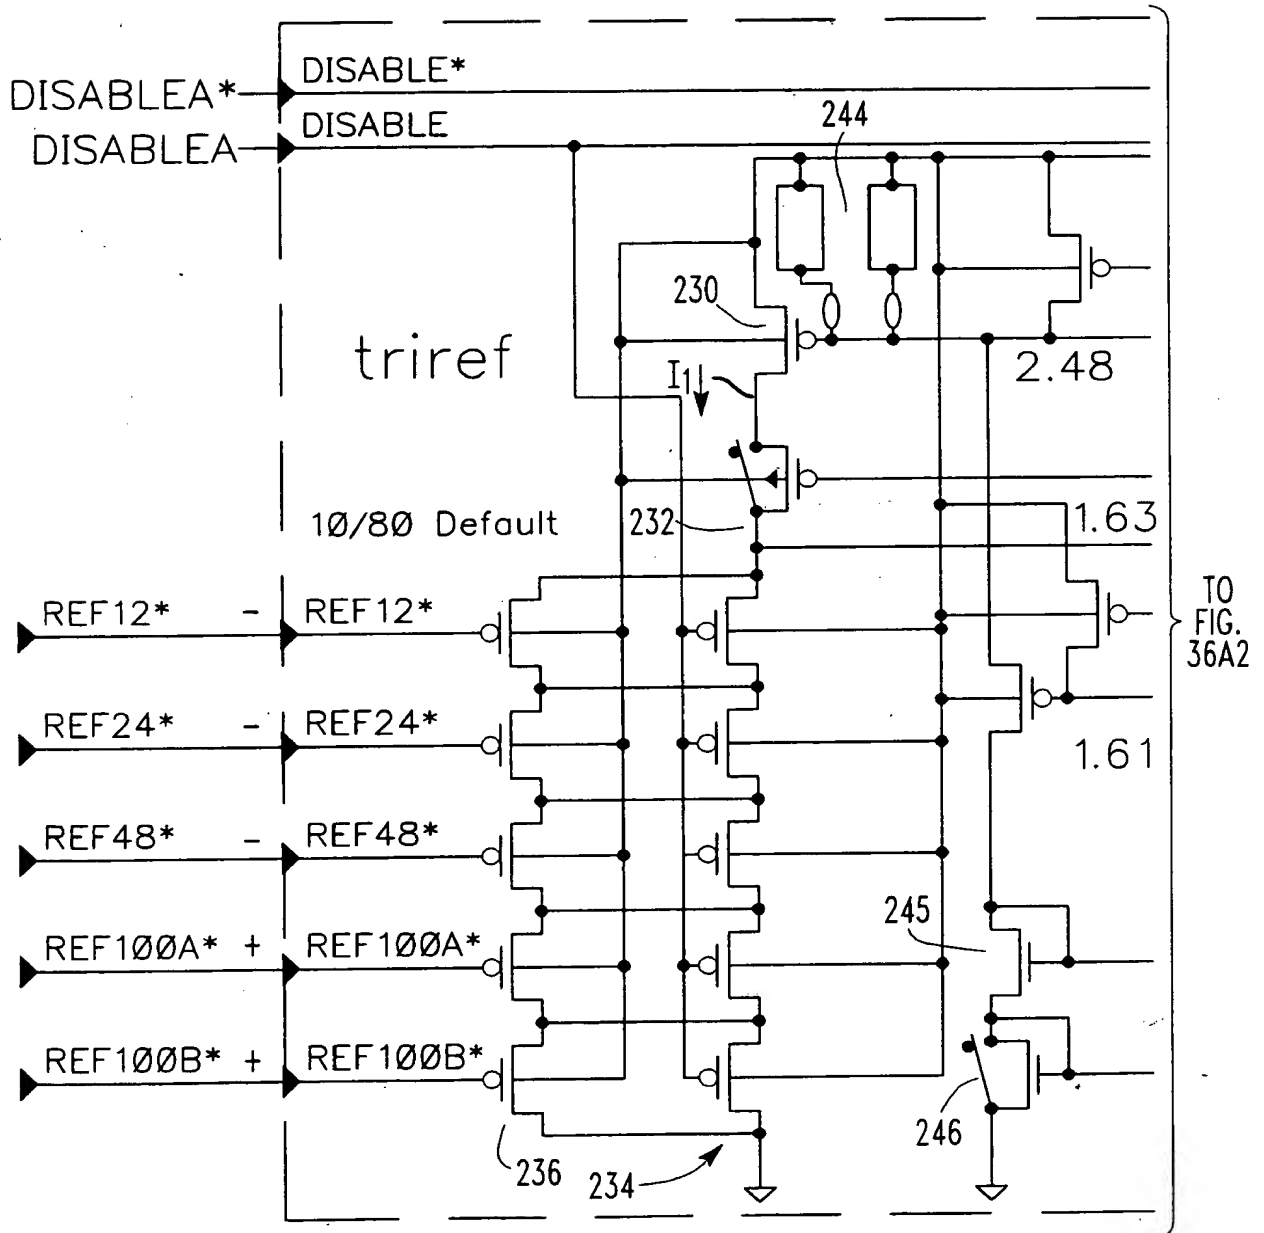 DISABLEA*
DISABLE*
DISABLEA
DISABLE
244
230
triref
I1
2.48
10/80 Default
232
1.63
REF12* -
REF12*
TO
FIG.
36A2
REF24* -
REF24*
1.61
REF48* -
REF48*
245
REF100A* +
REF100A*
REF100B* +
REF100B*
246
236
234